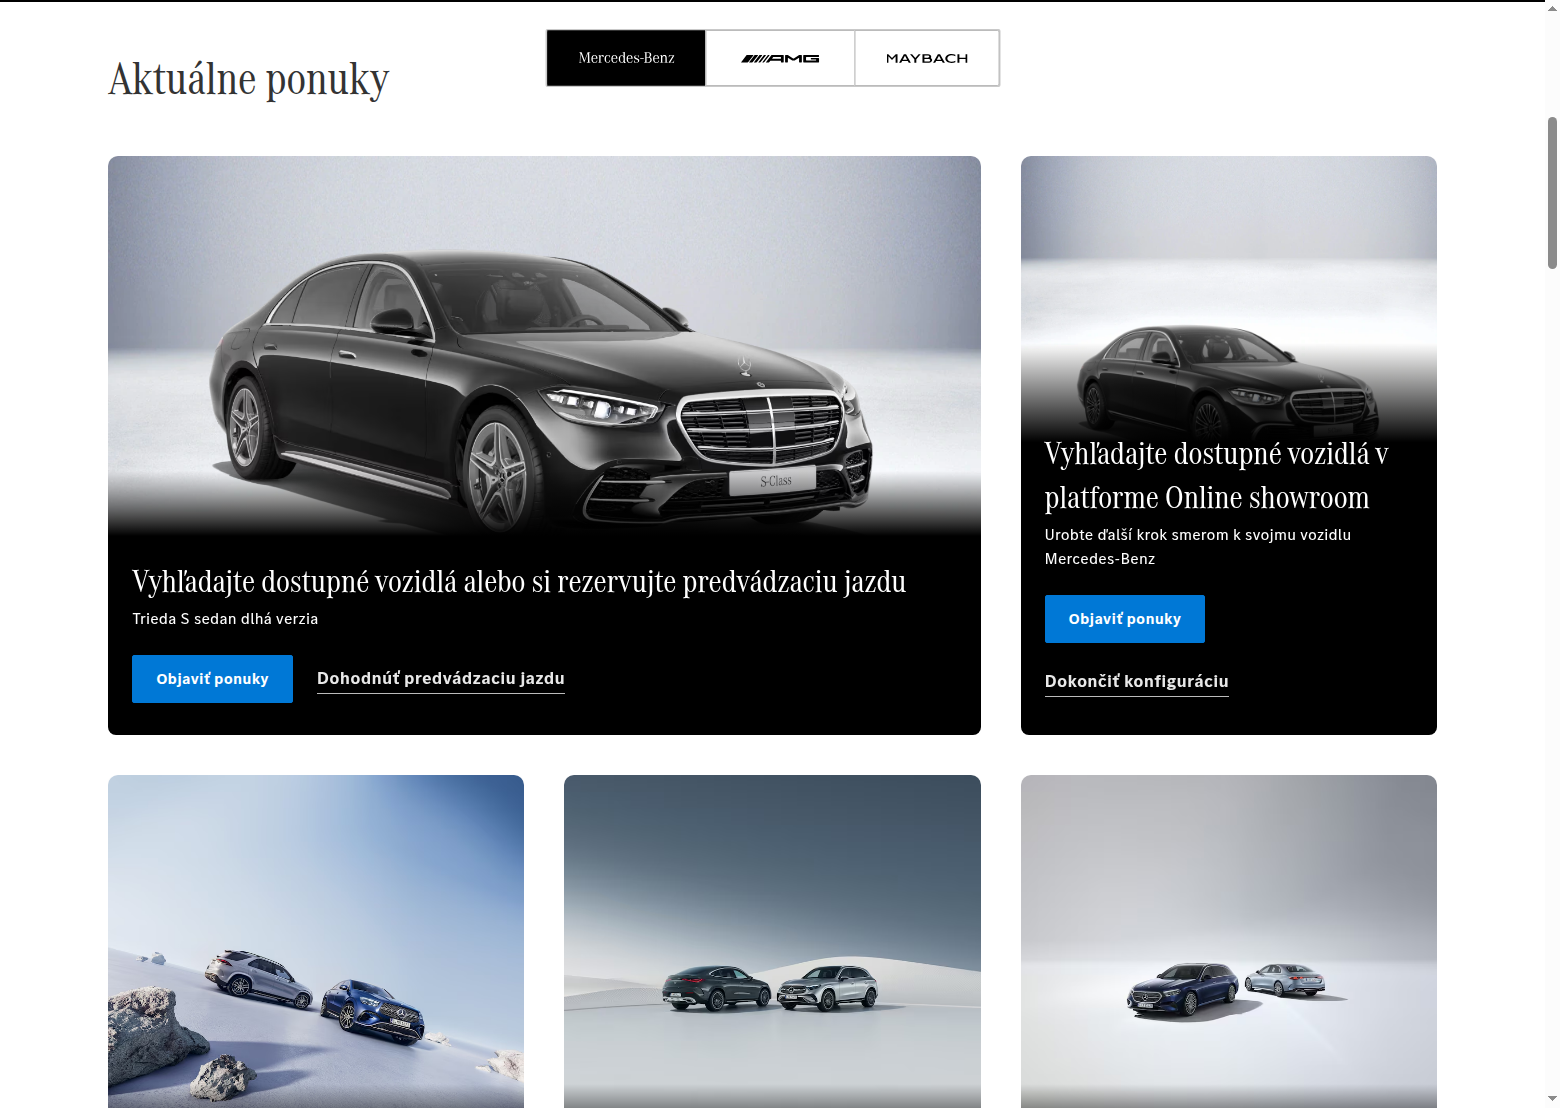 Aktuálne ponuky
Mercedes-Benz
AMG
MAYBACH
S-Class
Vyhľadajte dostupné vozidlá alebo si rezervujte predvádzaciu jazdu
Trieda S sedan dlhá verzia
Objaviť ponuky
Dohodnúť predvádzaciu jazdu
Vyhľadajte dostupné vozidlá v
platforme Online showroom
Urobte ďalší krok smerom k svojmu vozidlu
Mercedes-Benz
Objaviť ponuky
Dokončiť konfiguráciu